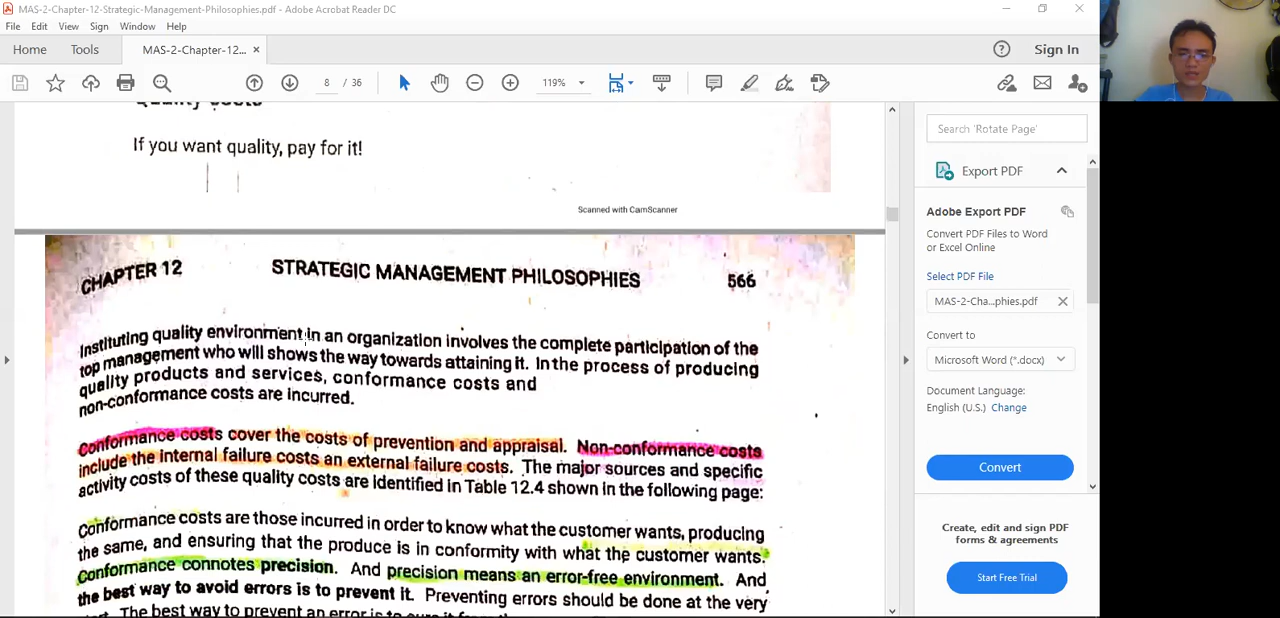 MAS-2-Chapter-12-Strategic-Management-Philosophies.pdf - Adobe Acrobat Reader DC
File Edit View Sign Window Help
Home Tools MAS-2-Chapter-12... × Sign In
8 / 36 119%
Quality costs
If you want quality, pay for it!
Scanned with CamScanner
CHAPTER 12 STRATEGIC MANAGEMENT PHILOSOPHIES 566
Instituting quality environment in an organization involves the complete participation of the
top management who will shows the way towards attaining it. In the process of producing
quality products and services, conformance costs and
non-conformance costs are incurred.
Conformance costs cover the costs of prevention and appraisal. Non-conformance costs
include the internal failure costs an external failure costs. The major sources and specific
activity costs of these quality costs are identified in Table 12.4 shown in the following page:
Conformance costs are those incurred in order to know what the customer wants, producing
the same, and ensuring that the produce is in conformity with what the customer wants.
Conformance connotes precision. And precision means an error-free environment. And
the best way to avoid errors is to prevent it. Preventing errors should be done at the very
The best way to prevent an error is to
Search 'Rotate Page'
Export PDF
Adobe Export PDF
Convert PDF Files to Word
or Excel Online
Select PDF File
MAS-2-Cha...phies.pdf
Convert to
Microsoft Word (*.docx)
Document Language:
English (U.S.) Change
Convert
Create, edit and sign PDF
forms & agreements
Start Free Trial